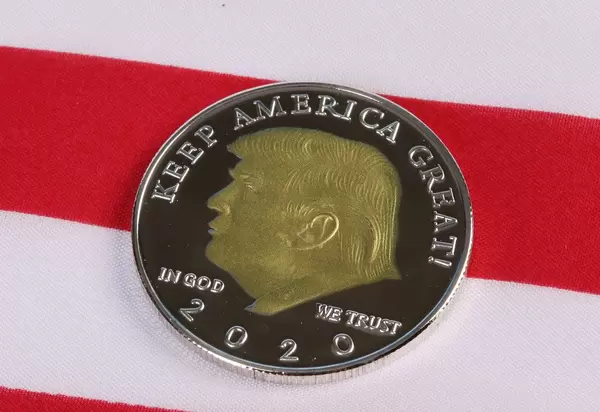 KEEP AMERICA GREAT!
IN GOD
WE TRUST
2020